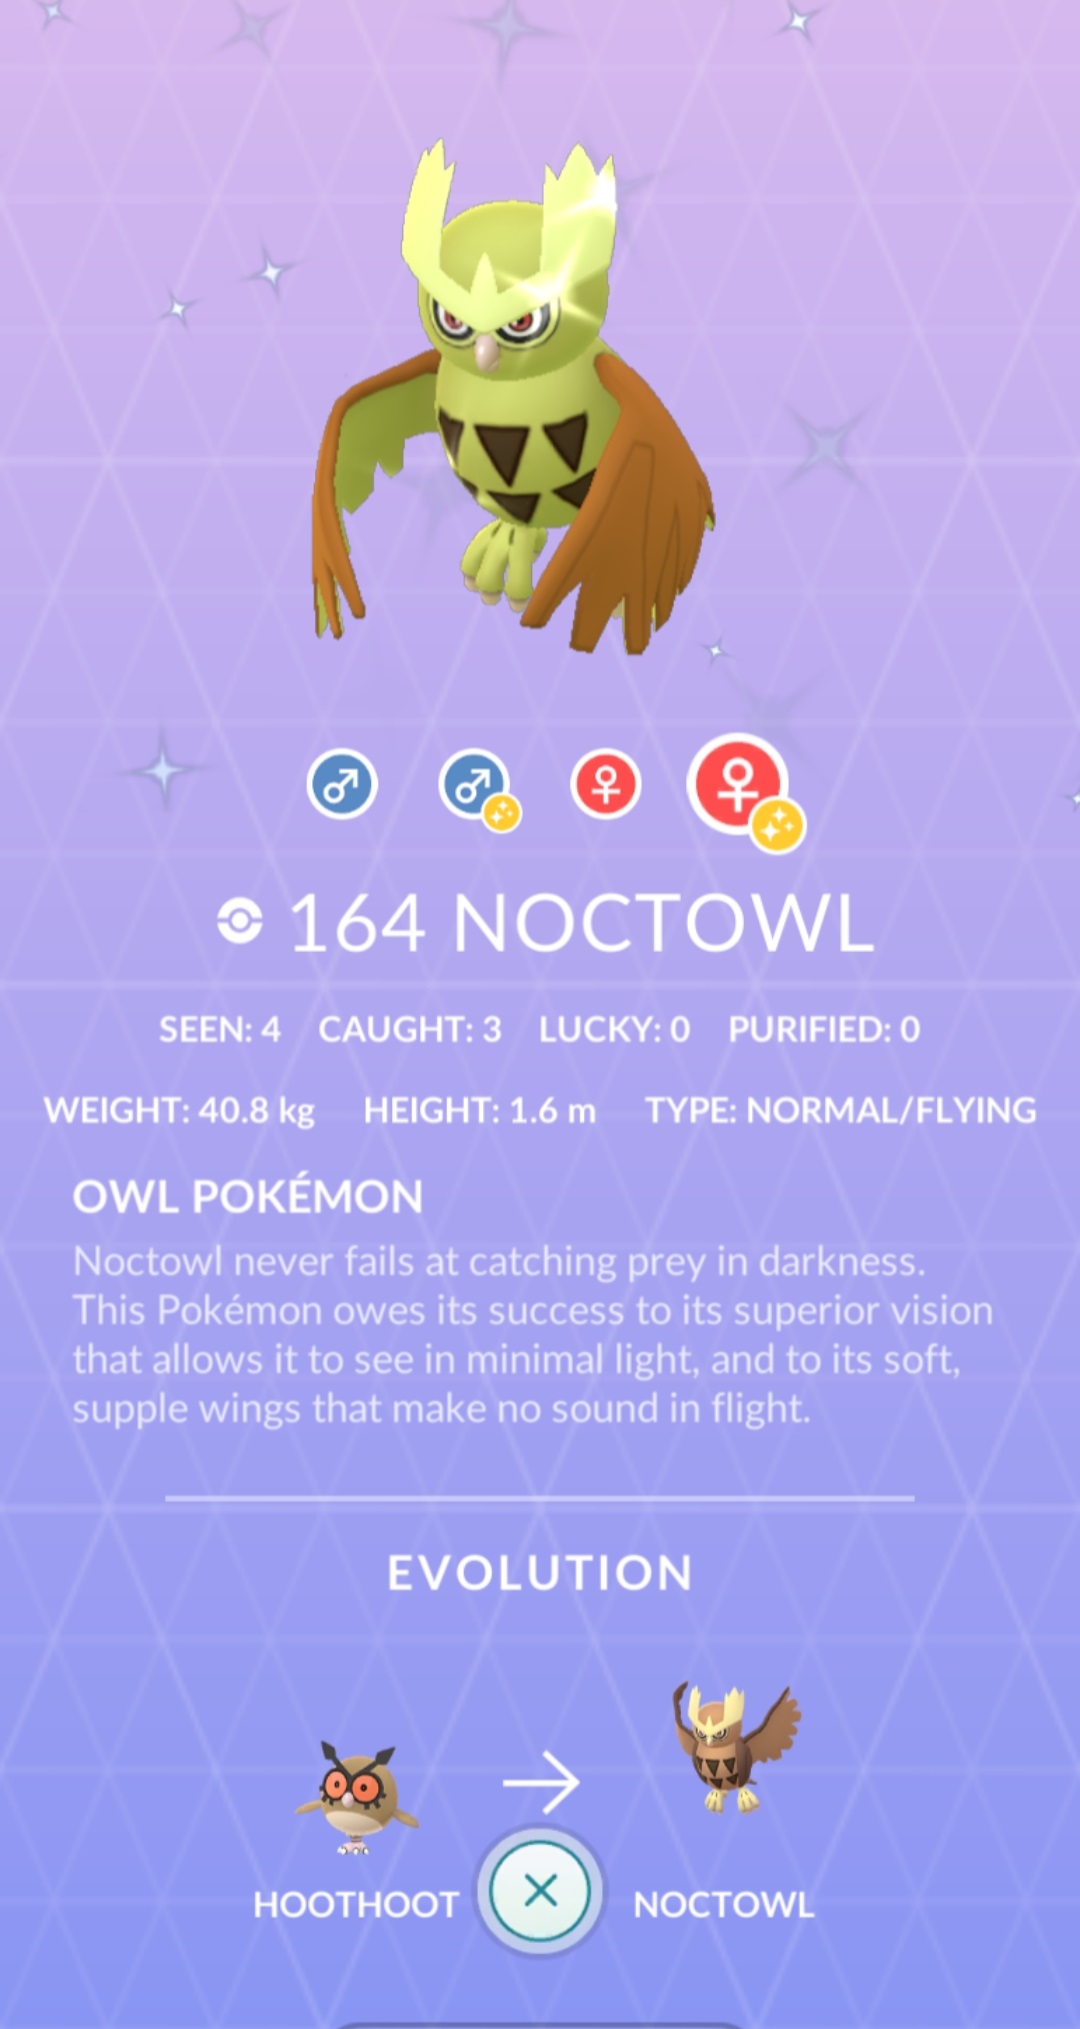 164 NOCTOWL
SEEN: 4 CAUGHT: 3 LUCKY: 0 PURIFIED: 0
WEIGHT: 40.8 kg HEIGHT: 1.6 m TYPE: NORMAL/FLYING
OWL POKÉMON
Noctowl never fails at catching prey in darkness.
This Pokémon owes its success to its superior vision
that allows it to see in minimal light, and to its soft,
supple wings that make no sound in flight.
EVOLUTION
HOOTHOOT NOCTOWL